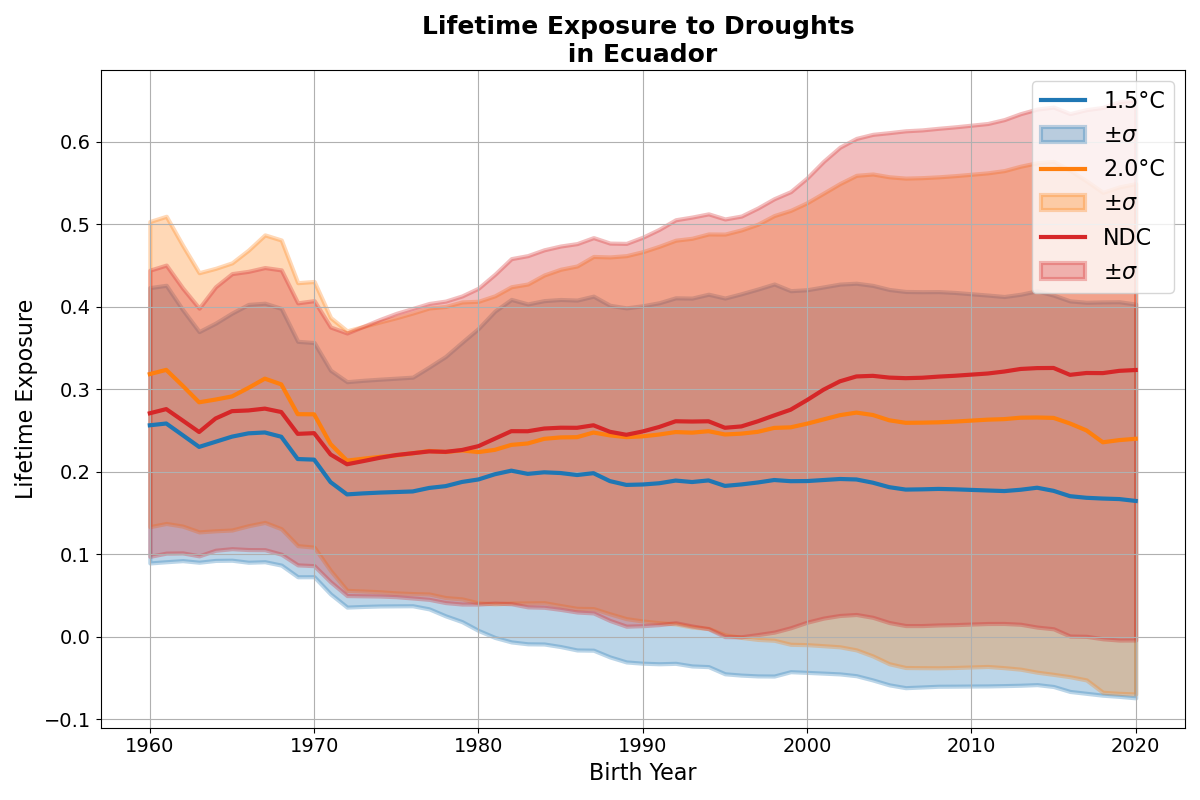 Lifetime Exposure to Droughts
in Ecuador
1.5°C
±σ
2.0°C
±σ
NDC
±σ
Lifetime Exposure
0.6
0.5
0.4
0.3
0.2
0.1
0.0
−0.1
1960
1970
1980
1990
2000
2010
2020
Birth Year